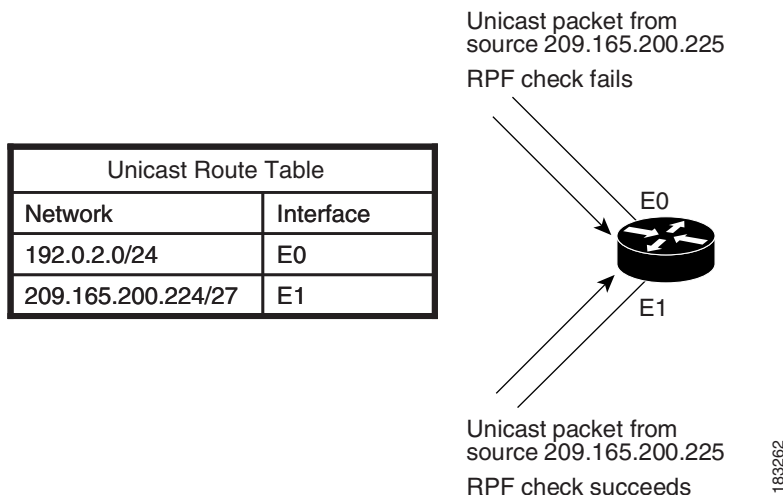 Unicast packet from
source 209.165.200.225
RPF check fails
Unicast Route Table
Network Interface
192.0.2.0/24 E0
209.165.200.224/27 E1
E0
E1
Unicast packet from
source 209.165.200.225
RPF check succeeds
183262